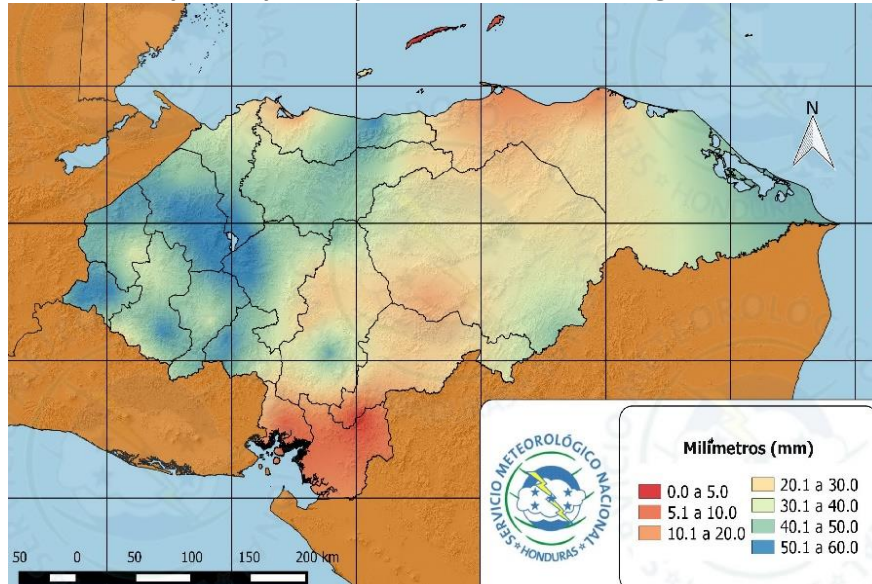 N
Milímetros (mm)
0.0 a 5.0
5.1 a 10.0
10.1 a 20.0
20.1 a 30.0
30.1 a 40.0
40.1 a 50.0
50.1 a 60.0
SERVICIO METEOROLÓGICO NACIONAL
* HONDURAS *
50 0 50 100 150 200 km